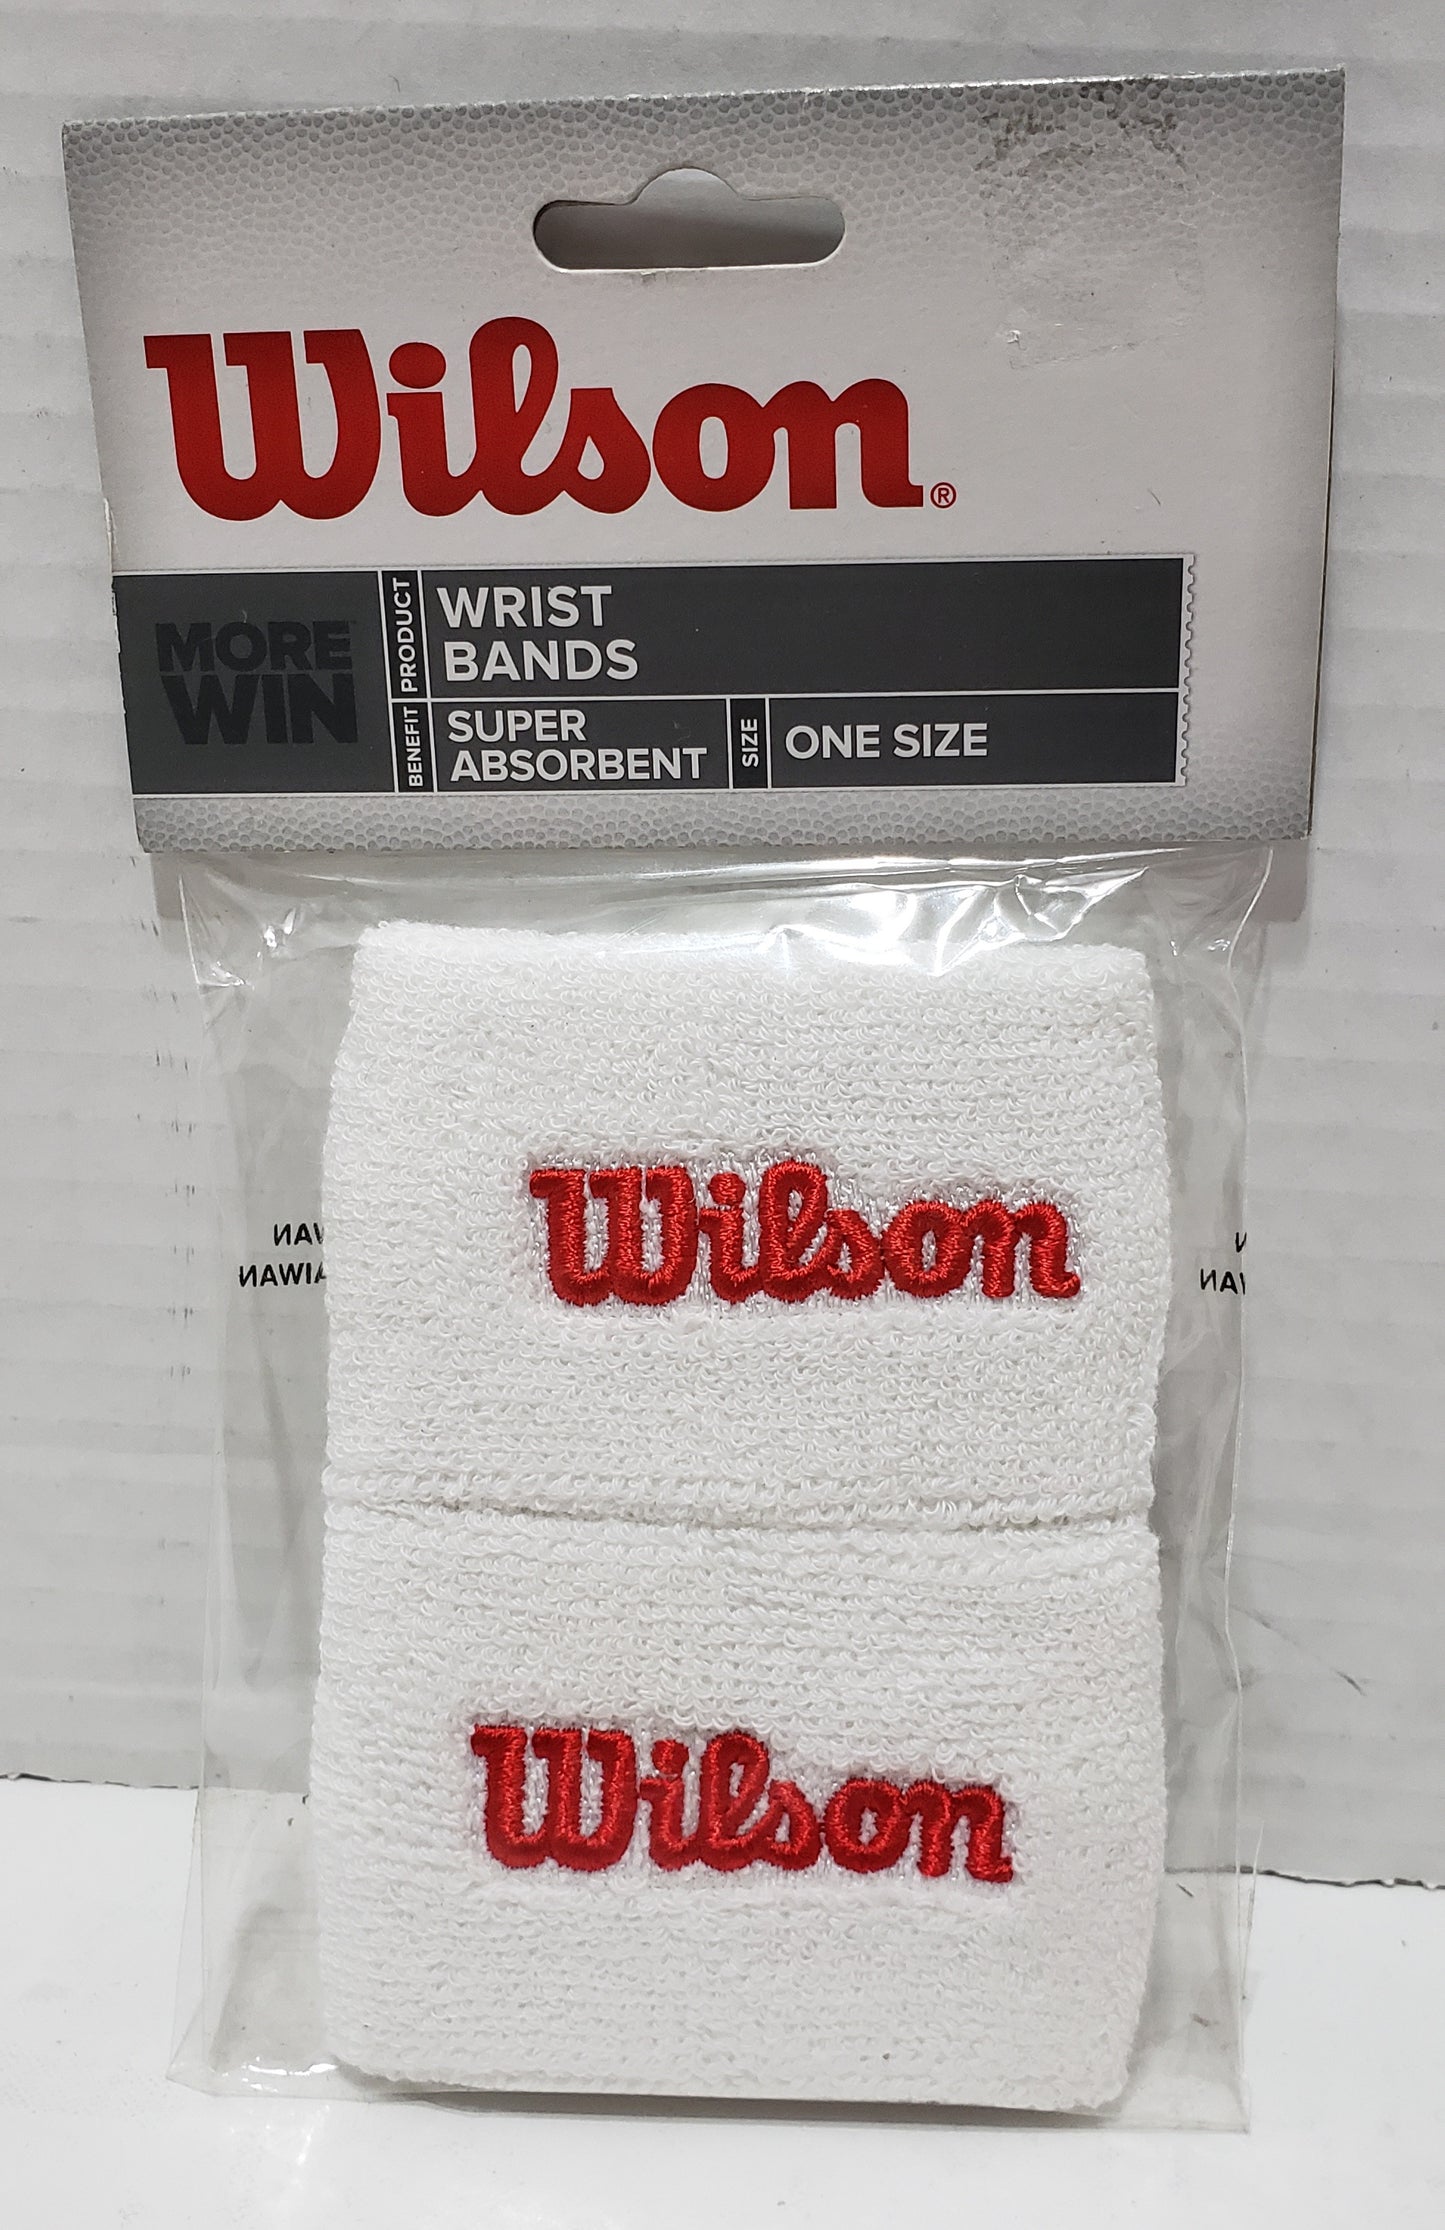 Wilson®
MORE
WIN
PRODUCT
WRIST
BANDS
BENEFIT
SUPER
ABSORBENT
SIZE
ONE SIZE
Wilson
Wilson